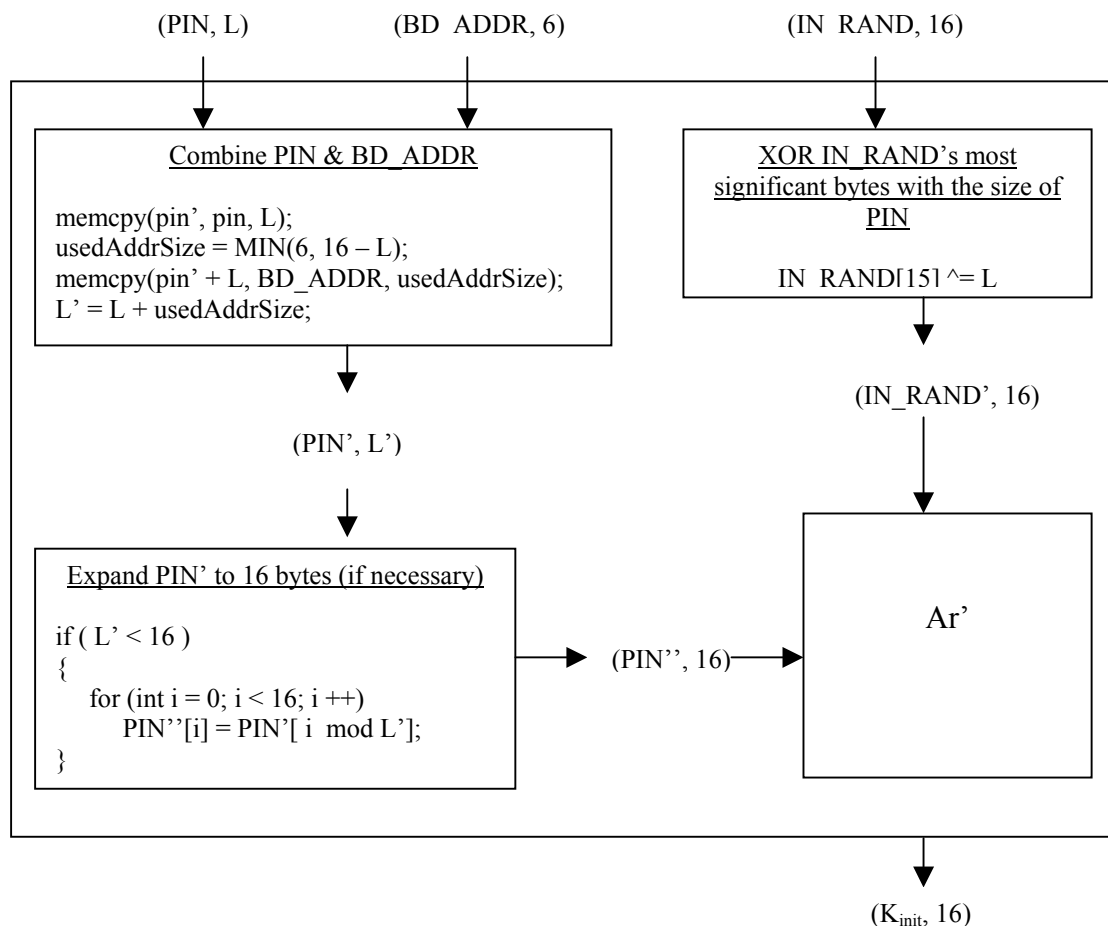 (PIN, L)
(BD ADDR, 6)
(IN RAND, 16)
Combine PIN & BD_ADDR
memcpy(pin’, pin, L);
usedAddrSize = MIN(6, 16 – L);
memcpy(pin’ + L, BD_ADDR, usedAddrSize);
L’ = L + usedAddrSize;
XOR IN_RAND’s most
significant bytes with the size of
PIN
IN RAND[15] ^= L
(PIN’, L’)
(IN_RAND’, 16)
Expand PIN’ to 16 bytes (if necessary)
if ( L’ < 16 )
{
for (int i = 0; i < 16; i ++)
PIN’’[i] = PIN’[ i mod L’];
}
(PIN’’, 16)
Ar’
(Kinit, 16)